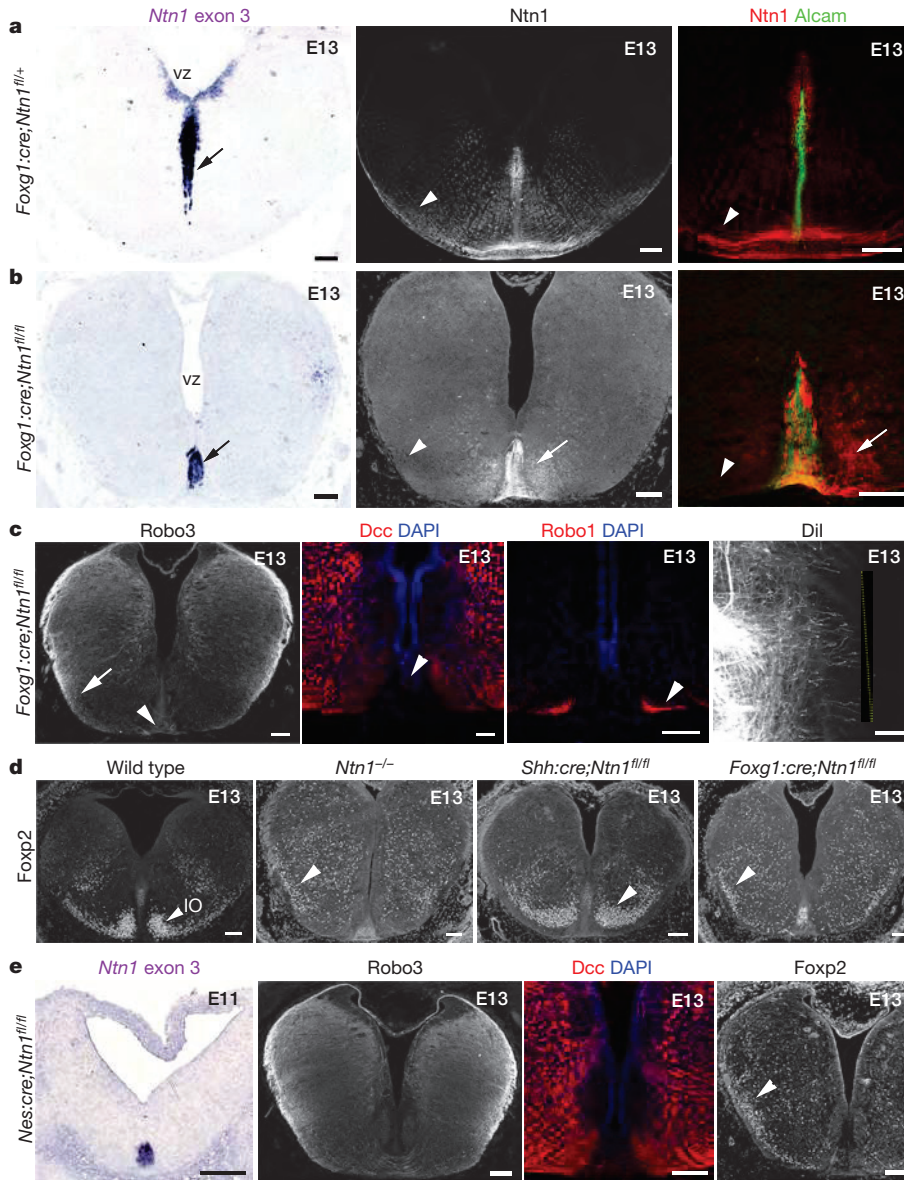 Ntn1 exon 3 Ntn1 Ntn1 Alcam
a E13 E13 E13
vz
Foxg1:cre;Ntn1fl/+
b E13 E13 E13
vz
Foxg1:cre;Ntn1fl/fl
c Robo3 Dcc DAPI Robo1 DAPI Dil
E13 E13 E13 E13
Foxg1:cre;Ntn1fl/fl
d Wild type Ntn1–/– Shh:cre;Ntn1fl/fl Foxg1:cre;Ntn1fl/fl
E13 E13 E13 E13
Foxp2
IO
e Ntn1 exon 3 Robo3 Dcc DAPI Foxp2
E11 E13 E13 E13
Nes:cre;Ntn1fl/fl